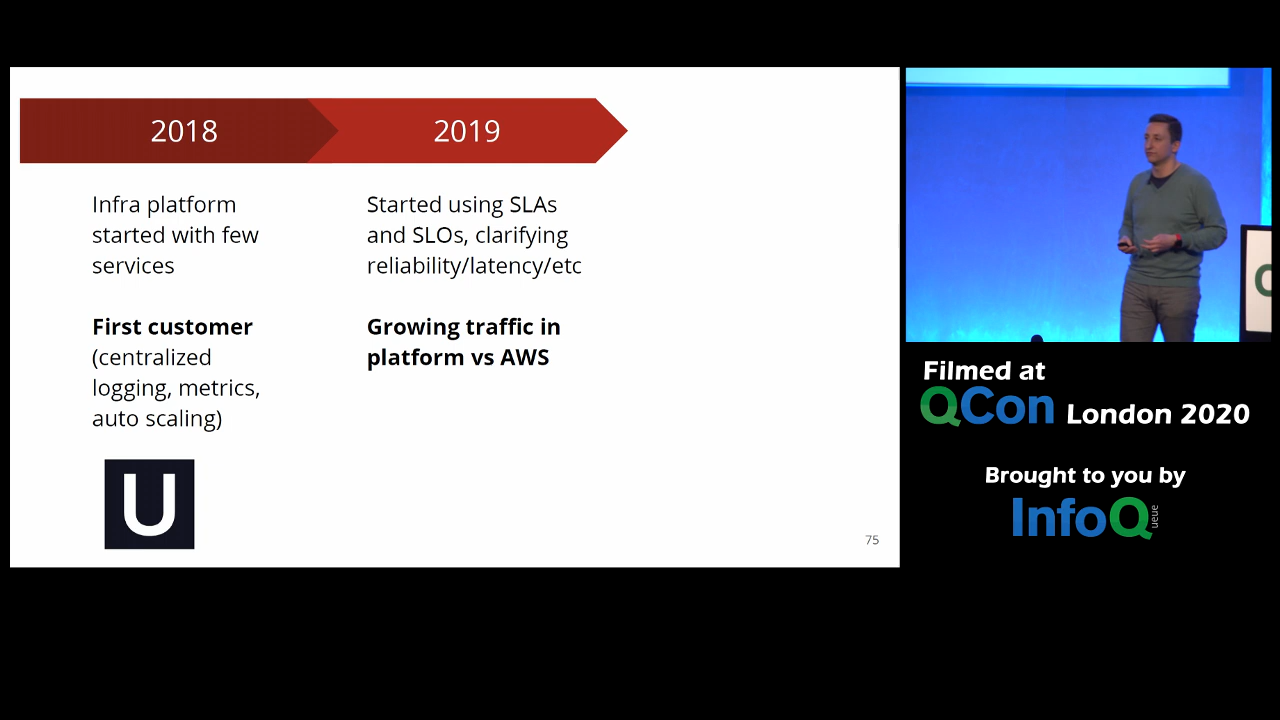 2018
2019
Infra platform
started with few
services
First customer
(centralized
logging, metrics,
auto scaling)
U
Started using SLAs
and SLOs, clarifying
reliability/latency/etc
Growing traffic in
platform vs AWS
75
Filmed at
QCon London 2020
Brought to you by
InfoQueue